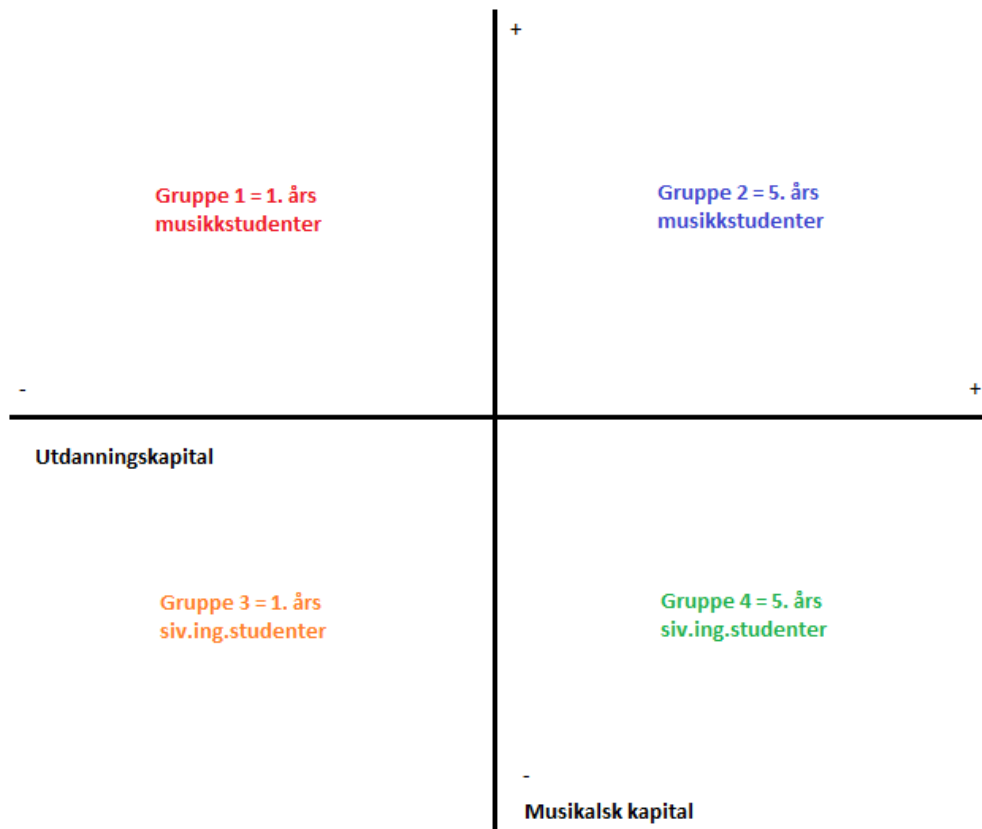 +
Gruppe 1 = 1. års
musikkstudenter
Gruppe 2 = 5. års
musikkstudenter
-
+
Utdanningskapital
Gruppe 3 = 1. års
siv.ing.studenter
Gruppe 4 = 5. års
siv.ing.studenter
-
Musikalsk kapital